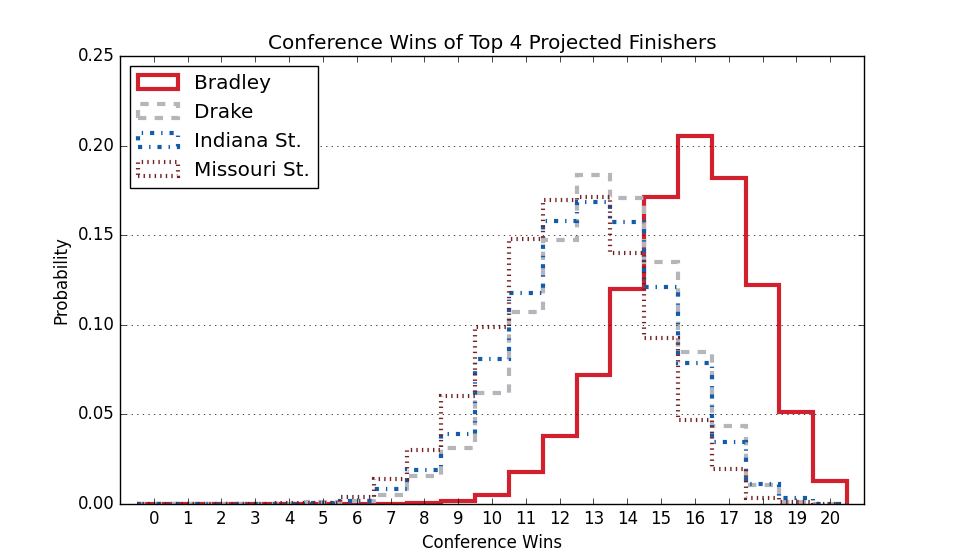 Conference Wins of Top 4 Projected Finishers
0.25
Bradley
Drake
Indiana St.
Missouri St.
0.20
0.15
Probability
0.10
0.05
0.00
0 1 2 3 4 5 6 7 8 9 10 11 12 13 14 15 16 17 18 19 20
Conference Wins